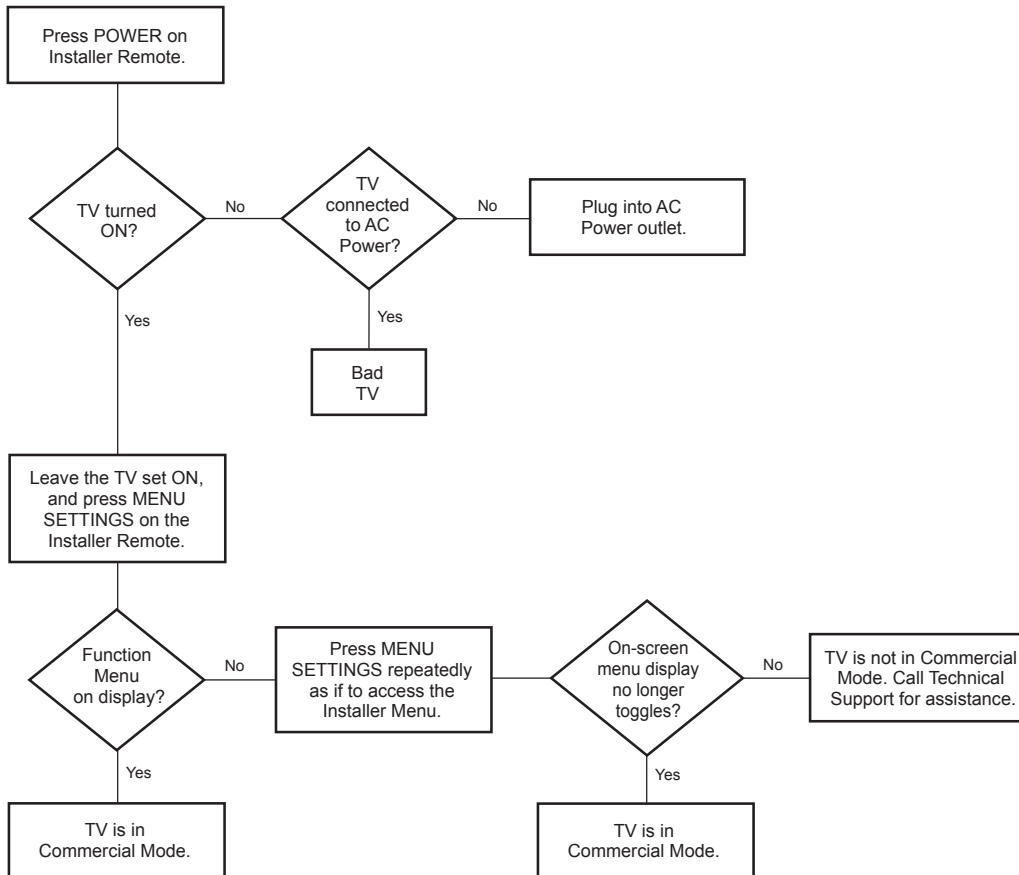 Press POWER on
Installer Remote.
TV turned
ON?
No
TV
connected
to AC
Power?
No
Plug into AC
Power outlet.
Yes
Yes
Bad
TV
Leave the TV set ON,
and press MENU
SETTINGS on the
Installer Remote.
Function
Menu
on display?
No
Press MENU
SETTINGS repeatedly
as if to access the
Installer Menu.
On-screen
menu display
no longer
toggles?
No
TV is not in Commercial
Mode. Call Technical
Support for assistance.
Yes
Yes
TV is in
Commercial Mode.
TV is in
Commercial Mode.